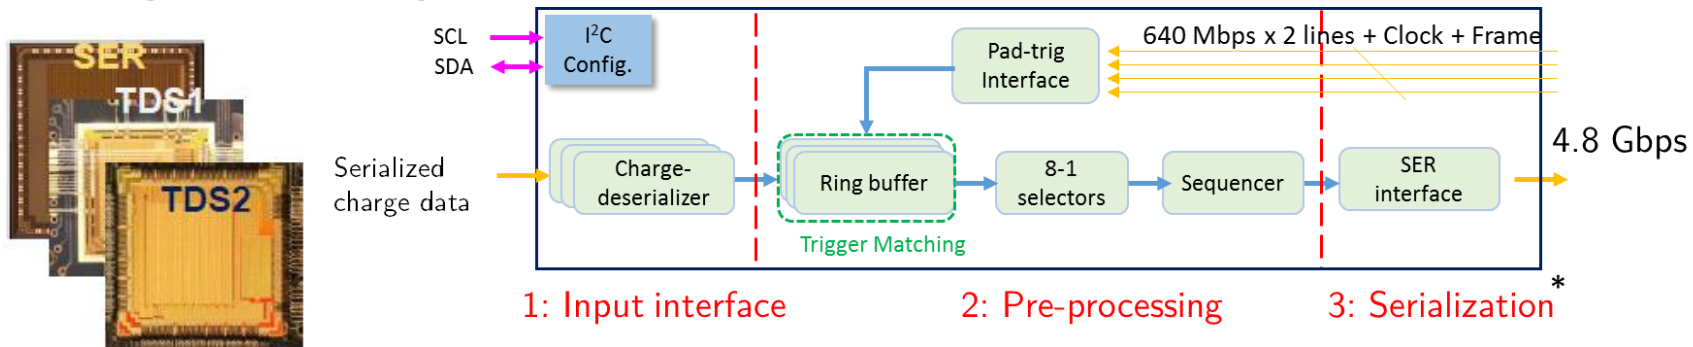 SER
TDS1
TDS2
SCL
SDA
I²C
Config.
Pad-trig
Interface
640 Mbps x 2 lines + Clock + Frame
Serialized
charge data
Charge-
deserializer
Ring buffer
Trigger Matching
8-1
selectors
Sequencer
SER
interface
4.8 Gbps
1: Input interface
2: Pre-processing
3: Serialization*